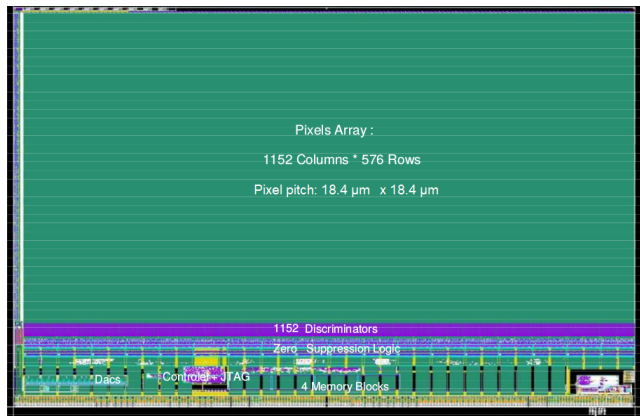 Pixels Array :
1152 Columns * 576 Rows
Pixel pitch: 18.4 µm x 18.4 µm
1152 Discriminators
Zero Suppression Logic
Dacs
Controler+ JTAG
4 Memory Blocks